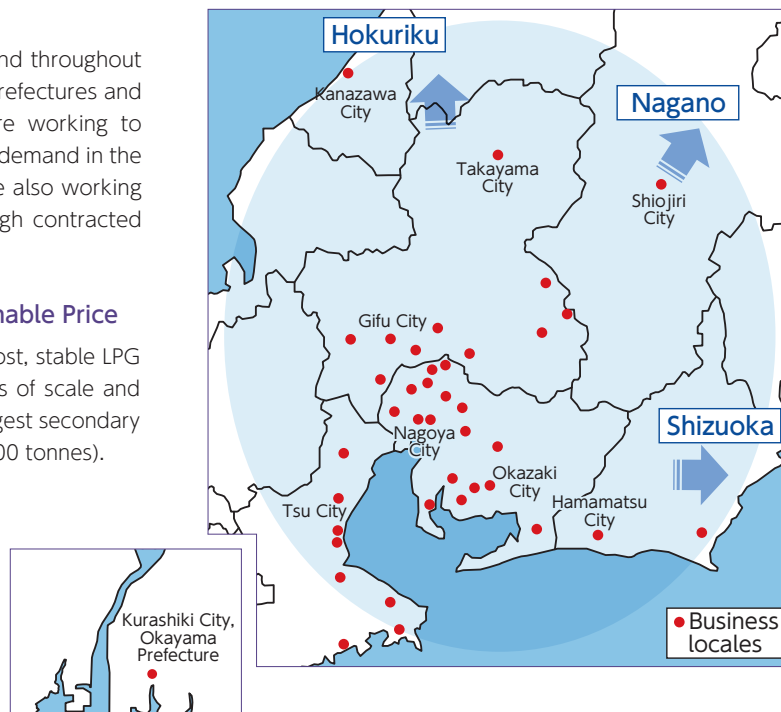 nd throughout
refectures and
re working to
demand in the
e also working
gh contracted
nable Price
ost, stable LPG
s of scale and
gest secondary
00 tonnes).
Hokuriku
Kanazawa
City
Nagano
Takayama
City
Shiojiri
City
Gifu City
Nagoya
City
Shizuoka
Okazaki
City
Tsu City
Hamamatsu
City
Business
locales
Kurashiki City,
Okayama
Prefecture